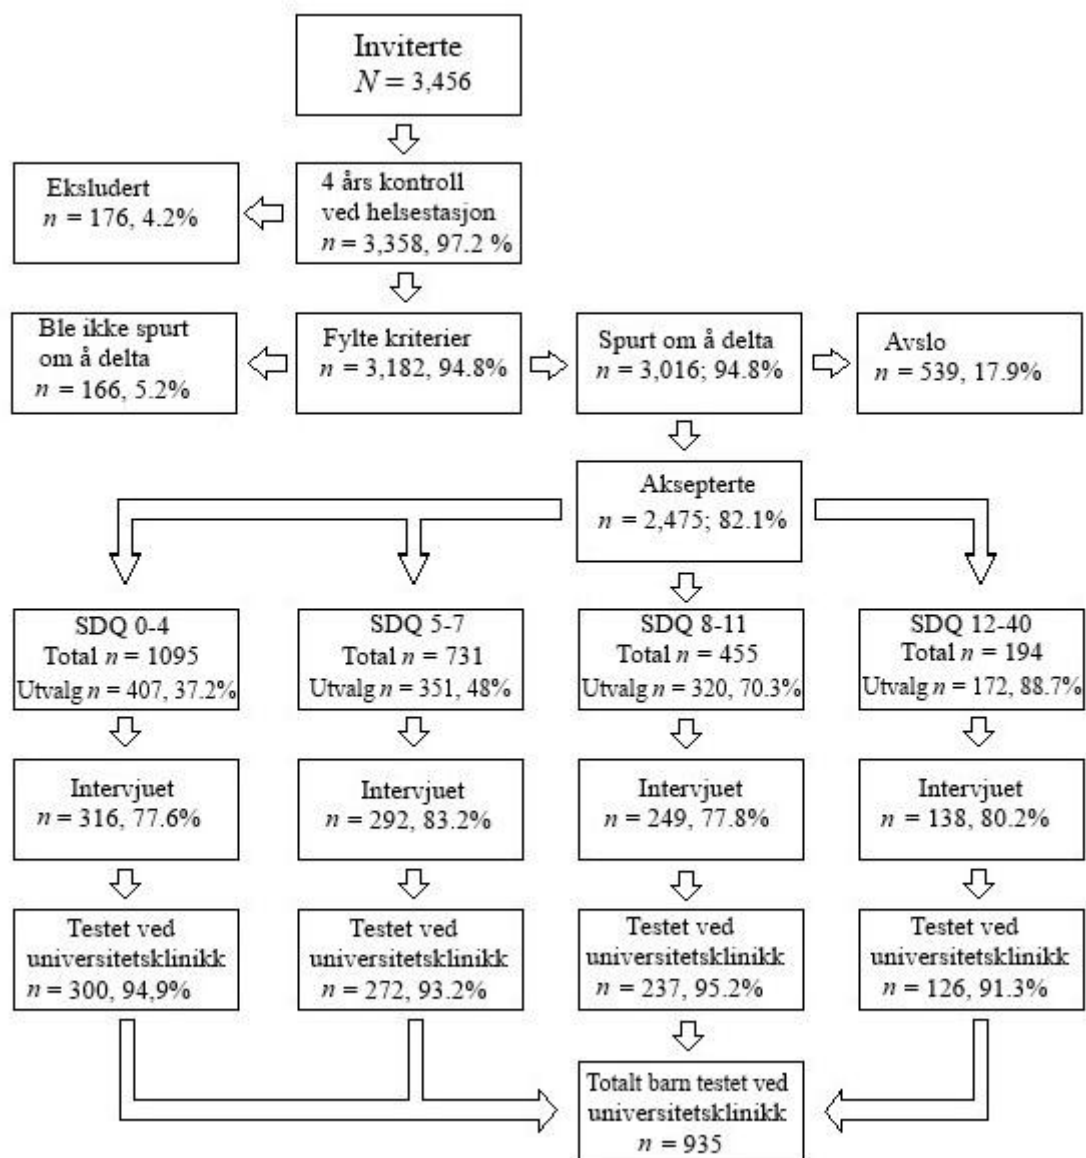 Inviterte
N = 3,456
Eksludert
n = 176, 4.2%
4 års kontroll
ved helsestasjon
n = 3,358, 97.2 %
Ble ikke spurt
om å delta
n = 166, 5.2%
Fylte kriterier
n = 3,182, 94.8%
Spurt om å delta
n = 3,016; 94.8%
Avslo
n = 539, 17.9%
Aksepterte
n = 2,475; 82.1%
SDQ 0-4
Total n = 1095
Utvalg n = 407, 37.2%
SDQ 5-7
Total n = 731
Utvalg n = 351, 48%
SDQ 8-11
Total n = 455
Utvalg n = 320, 70.3%
SDQ 12-40
Total n = 194
Utvalg n = 172, 88.7%
Intervjuet
n = 316, 77.6%
Intervjuet
n = 292, 83.2%
Intervjuet
n = 249, 77.8%
Intervjuet
n = 138, 80.2%
Testet ved
universitetsklinikk
n = 300, 94,9%
Testet ved
universitetsklinikk
n = 272, 93.2%
Testet ved
universitetsklinikk
n = 237, 95.2%
Testet ved
universitetsklinikk
n = 126, 91.3%
Totalt barn testet ved
universitetsklinikk
n = 935